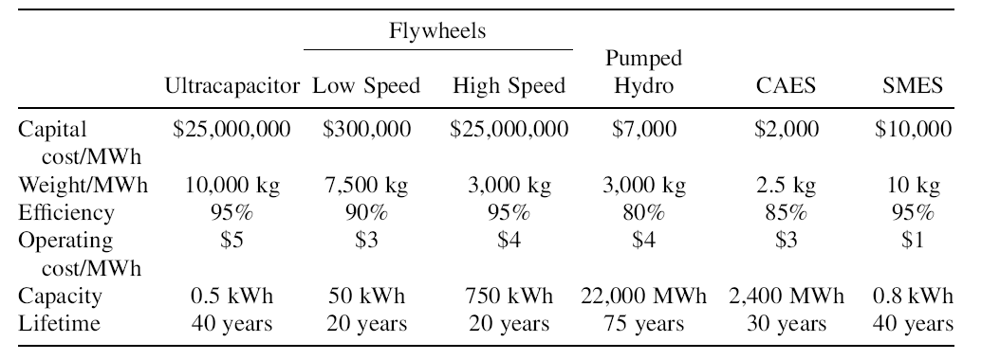 Flywheels
Pumped
Ultracapacitor Low Speed High Speed Hydro CAES SMES
Capital $25,000,000 $300,000 $25,000,000 $7,000 $2,000 $10,000
cost/MWh
Weight/MWh 10,000 kg 7,500 kg 3,000 kg 3,000 kg 2.5 kg 10 kg
Efficiency 95% 90% 95% 80% 85% 95%
Operating $5 $3 $4 $4 $3 $1
cost/MWh
Capacity 0.5 kWh 50 kWh 750 kWh 22,000 MWh 2,400 MWh 0.8 kWh
Lifetime 40 years 20 years 20 years 75 years 30 years 40 years